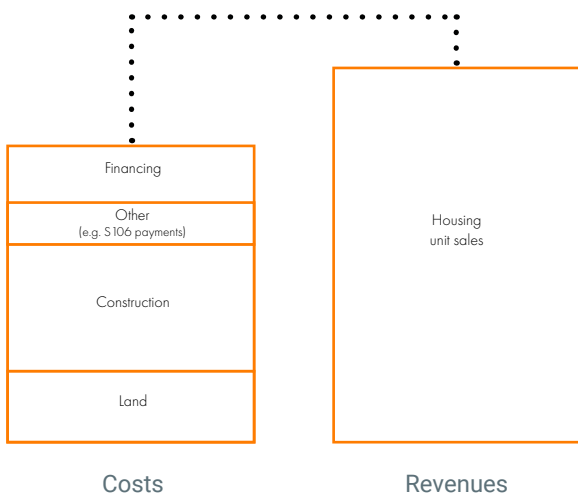 Financing
Other
(e.g. S106 payments)
Construction
Land
Housing
unit sales
Costs
Revenues